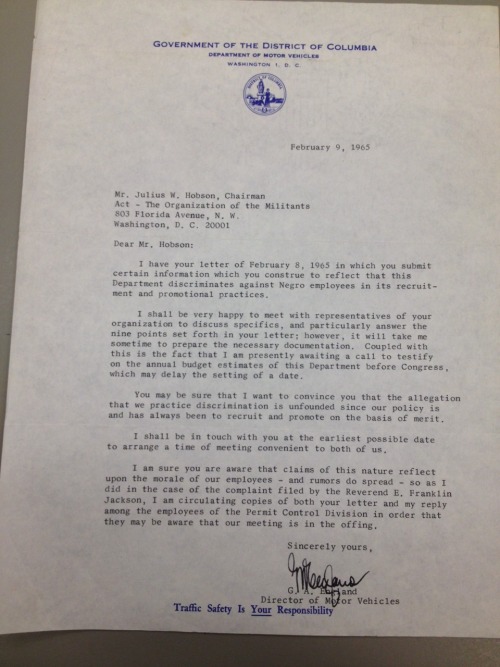 GOVERNMENT OF THE DISTRICT OF COLUMBIA
DEPARTMENT OF MOTOR VEHICLES
WASHINGTON 1, D. C.
February 9, 1965
Mr. Julius W. Hobson, Chairman
Act - The Organization of the Militants
803 Florida Avenue, N. W.
Washington, D. C. 20001
Dear Mr. Hobson:
I have your letter of February 8, 1965 in which you submit
certain information which you construe to reflect that this
Department discriminates against Negro employees in its recruit-
ment and promotional practices.
I shall be very happy to meet with representatives of your
organization to discuss specifics, and particularly answer the
nine points set forth in your letter; however, it will take me
sometime to prepare the necessary documentation. Coupled with
this is the fact that I am presently awaiting a call to testify
on the annual budget estimates of this Department before Congress,
which may delay the setting of a date.
You may be sure that I want to convince you that the allegation
that we practice discrimination is unfounded since our policy is
and has always been to recruit and promote on the basis of merit.
I shall be in touch with you at the earliest possible date
to arrange a time of meeting convenient to both of us.
I am sure you are aware that claims of this nature reflect
upon the morale of our employees - and rumors do spread - so as I
did in the case of the complaint filed by the Reverend E. Franklin
Jackson, I am circulating copies of both your letter and my reply
among the employees of the Permit Control Division in order that
they may be aware that our meeting is in the offing.
Sincerely yours,
G. A.
Director of Motor Vehicles
Traffic Safety Is Your Responsibility